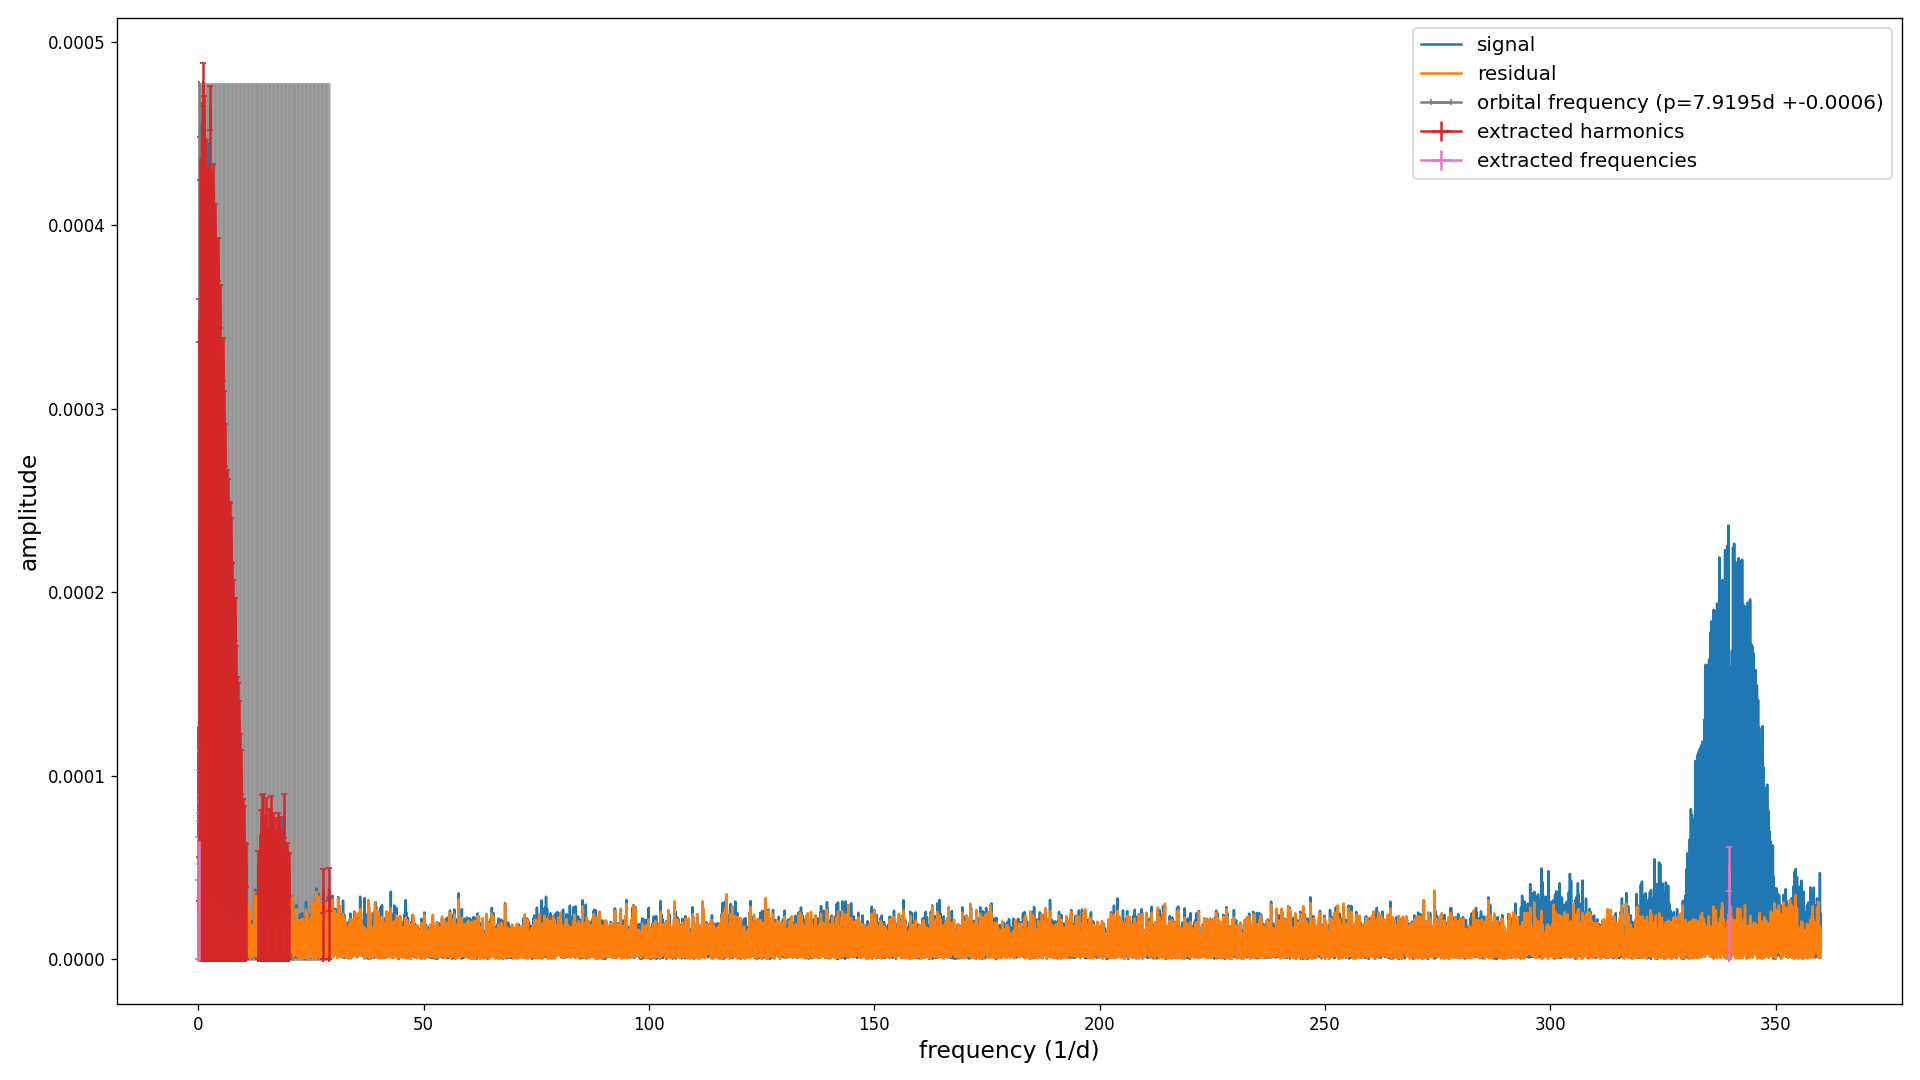 0.0005
0.0004
0.0003
0.0002
0.0001
0.0000
amplitude
signal
residual
orbital frequency (p=7.9195d +-0.0006)
extracted harmonics
extracted frequencies
0 50 100 150 200 250 300 350
frequency (1/d)